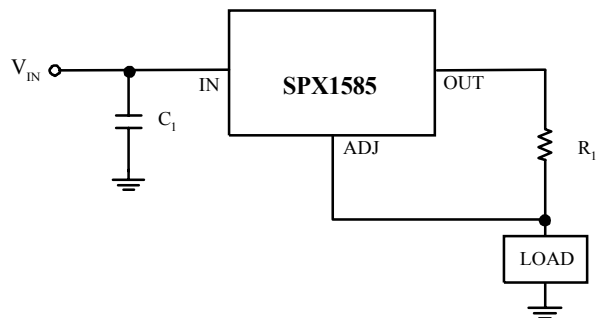 V_IN
IN
SPX1585
OUT
C_1
ADJ
R_1
LOAD